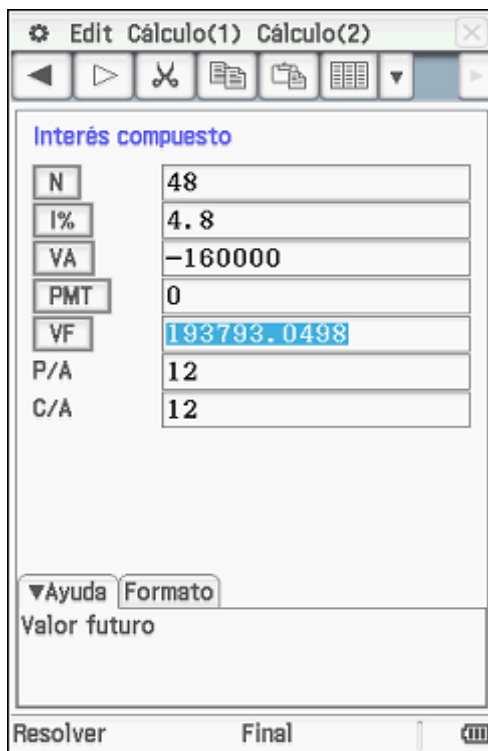 Edit Cálculo(1) Cálculo(2)
Interés compuesto
N 48
I% 4.8
VA -160000
PMT 0
VF 193793.0498
P/A 12
C/A 12
▼Ayuda Formato
Valor futuro
Resolver Final